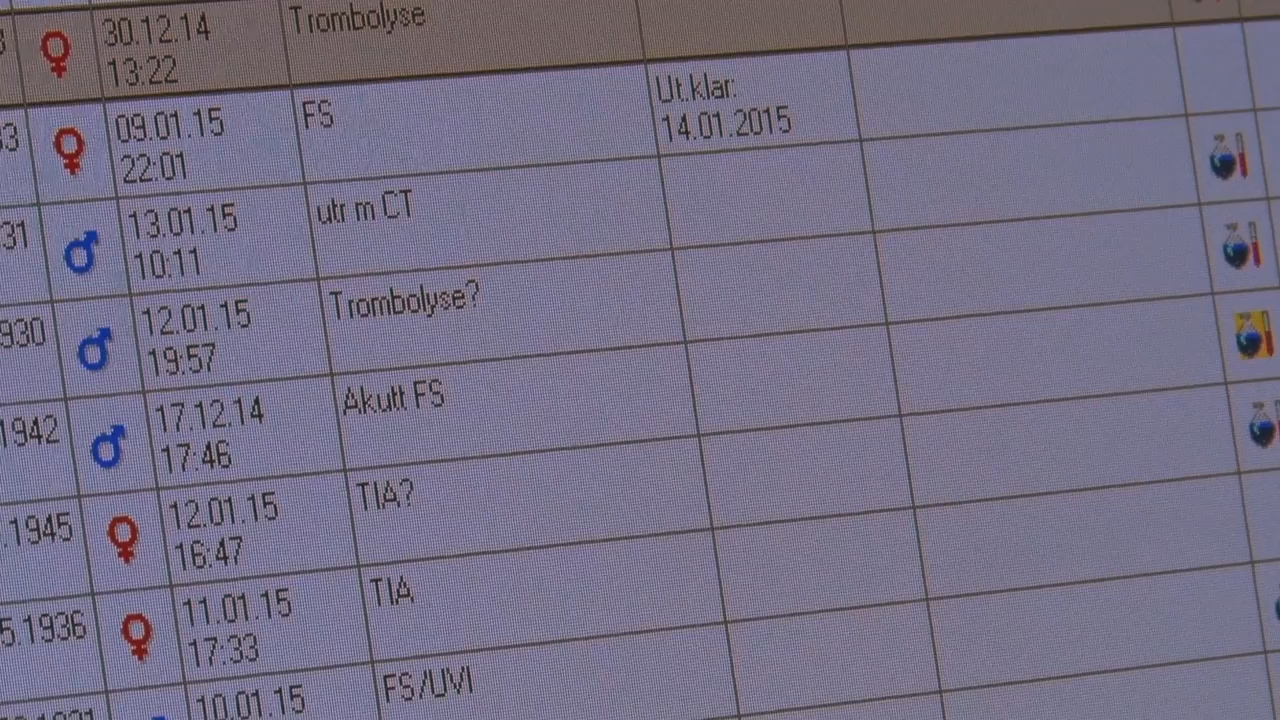 30.12.14 Trombolyse
13:22
33 09.01.15 FS Ut.klar:
22:01 14.01.2015
31 13.01.15 utr m CT
10:11
930 12.01.15 Trombolyse?
19:57
1942 17.12.14 Akutt FS
17:46
.1945 12.01.15 TIA?
16:47
5.1936 11.01.15 TIA
17:33
10.01.15 FS/UVI